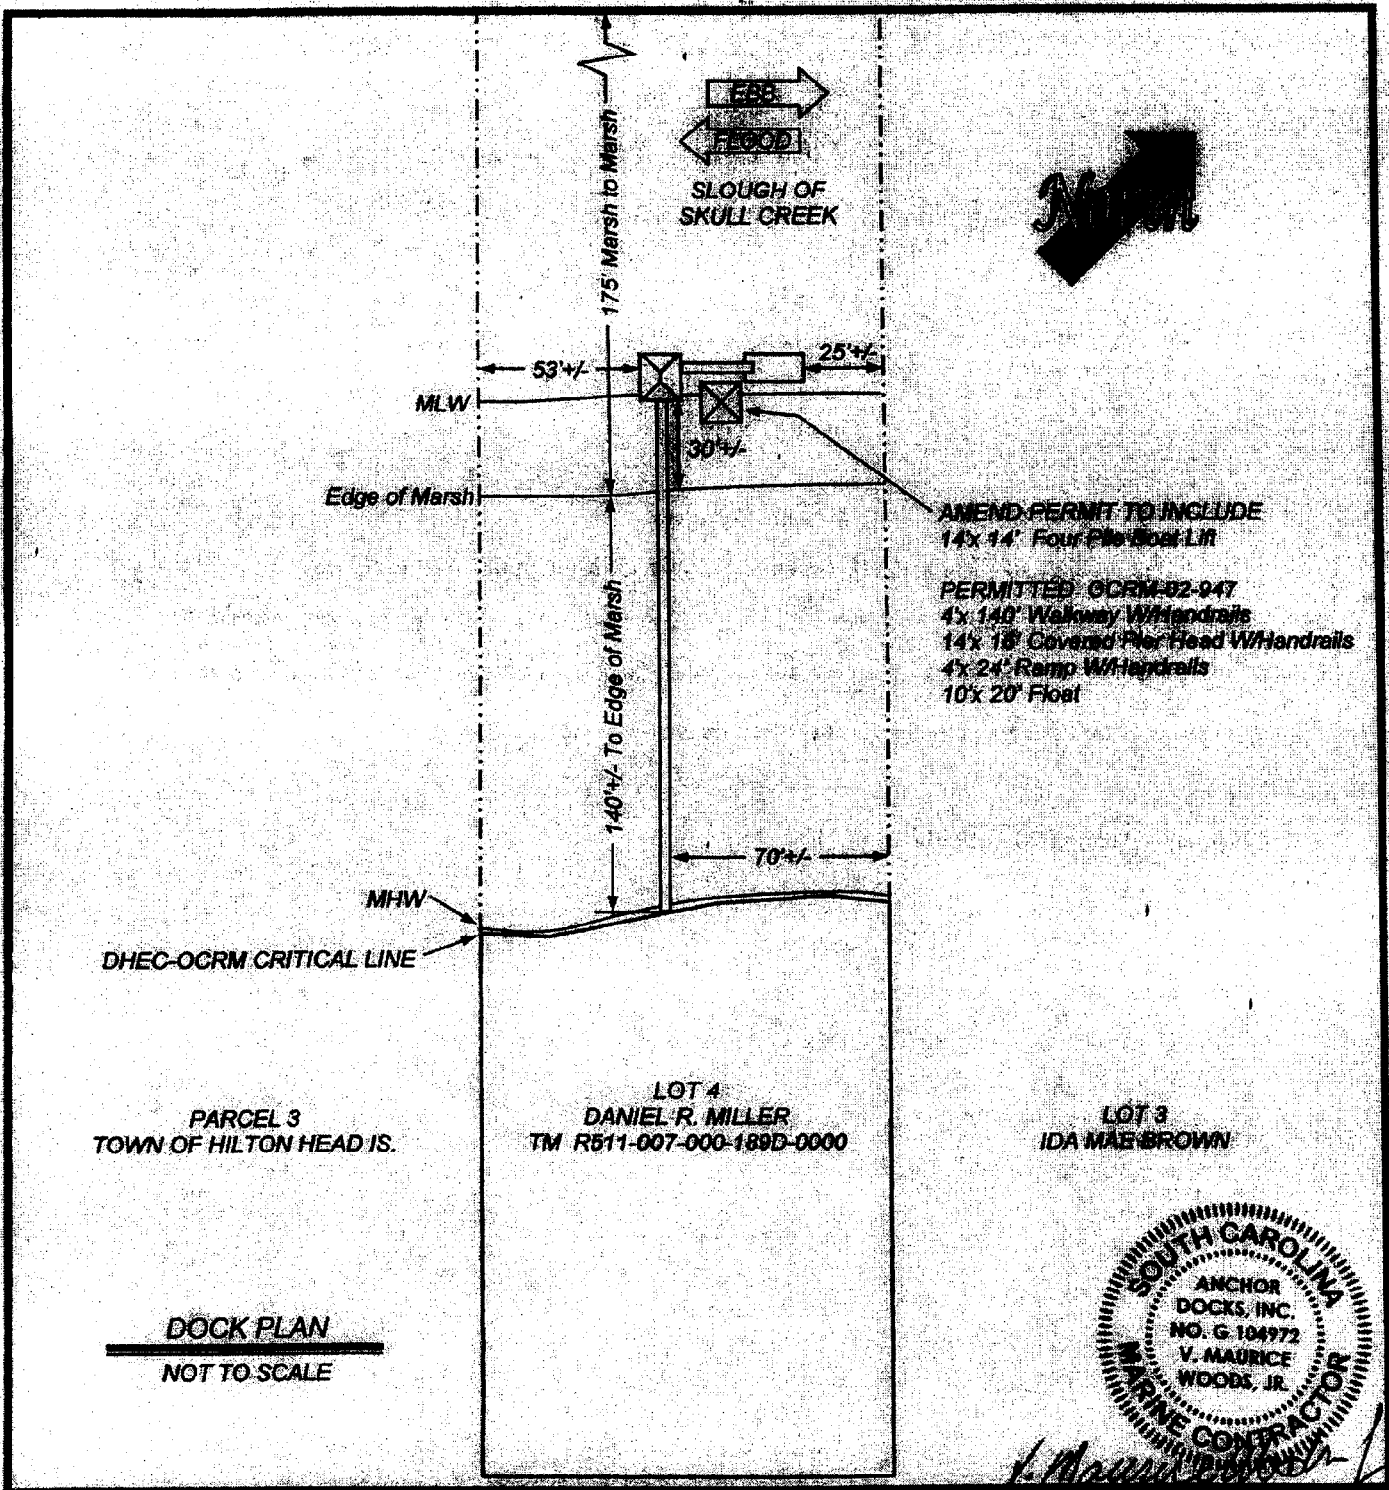 EBB
FLOOD
SLOUGH OF
SKULL CREEK
North
175' Marsh to Marsh
53'+/-
25'+/-
MLW
30'+/-
Edge of Marsh
AMEND PERMIT TO INCLUDE
14'x 14' Four Pile Boat Lift
PERMITTED OCRM-02-947
4'x 140' Walkway W/Handrails
14'x 16' Covered Pier Head W/Handrails
4'x 24' Ramp W/Handrails
10'x 20' Float
140'+/- To Edge of Marsh
70'+/-
MHW
DHEC-OCRM CRITICAL LINE
PARCEL 3
TOWN OF HILTON HEAD IS.
LOT 4
DANIEL R. MILLER
TM R511-007-000-189D-0000
LOT 3
IDA MAE BROWN
DOCK PLAN
NOT TO SCALE
SOUTH CAROLINA
ANCHOR
DOCKS, INC.
NO. G 104972
V. MAURICE
WOODS, JR.
MARINE CONTRACTOR